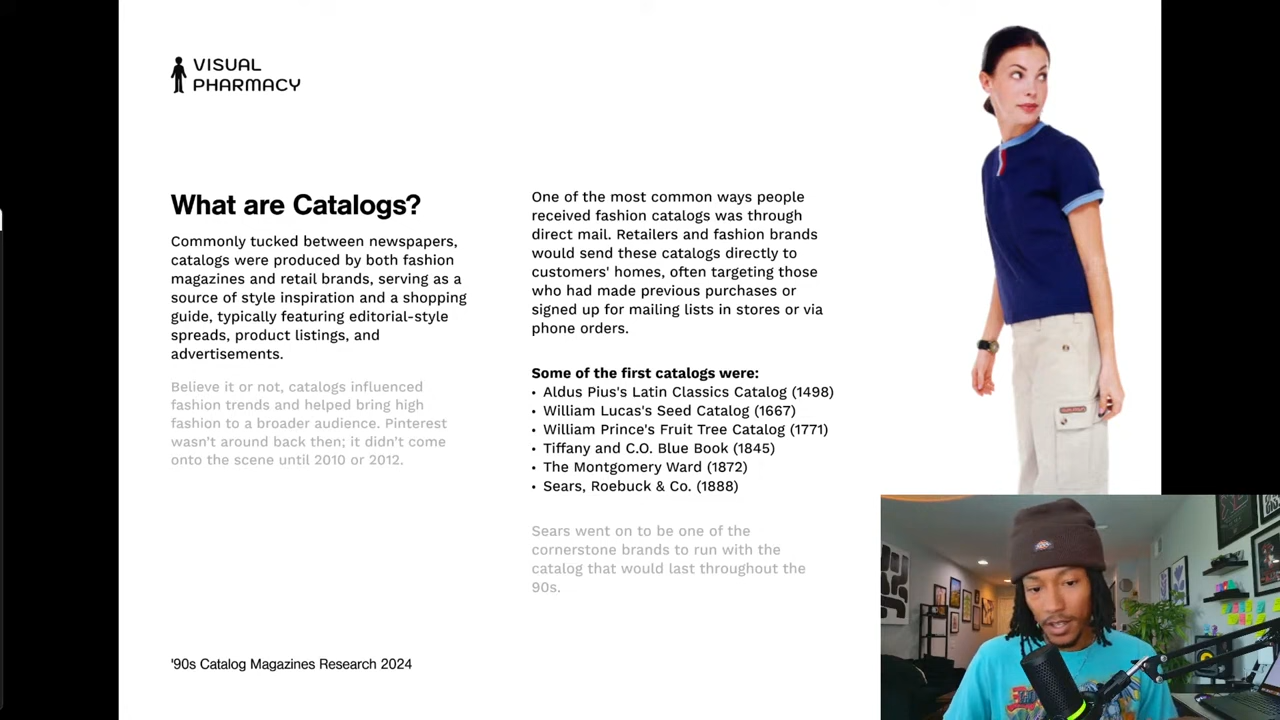 VISUAL
PHARMACY
What are Catalogs?
Commonly tucked between newspapers,
catalogs were produced by both fashion
magazines and retail brands, serving as a
source of style inspiration and a shopping
guide, typically featuring editorial-style
spreads, product listings, and
advertisements.
Believe it or not, catalogs influenced
fashion trends and helped bring high
fashion to a broader audience. Pinterest
wasn't around back then; it didn't come
onto the scene until 2010 or 2012.
One of the most common ways people
received fashion catalogs was through
direct mail. Retailers and fashion brands
would send these catalogs directly to
customers' homes, often targeting those
who had made previous purchases or
signed up for mailing lists in stores or via
phone orders.
Some of the first catalogs were:
• Aldus Pius's Latin Classics Catalog (1498)
• William Lucas's Seed Catalog (1667)
• William Prince's Fruit Tree Catalog (1771)
• Tiffany and C.O. Blue Book (1845)
• The Montgomery Ward (1872)
• Sears, Roebuck & Co. (1888)
Sears went on to be one of the
cornerstone brands to run with the
catalog that would last throughout the
90s.
'90s Catalog Magazines Research 2024